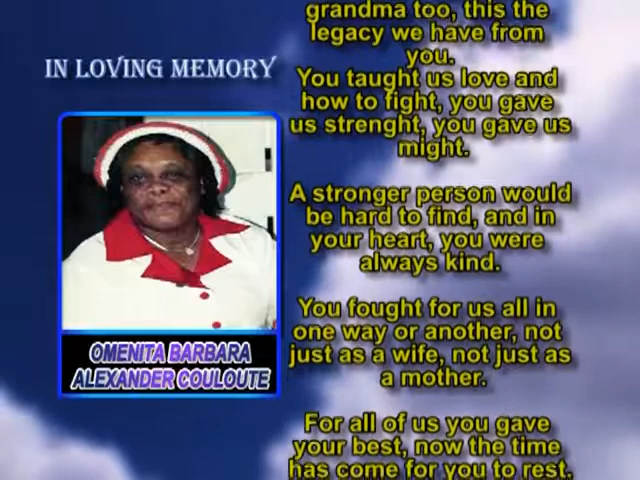 IN LOVING MEMORY
OMENITA BARBARA
ALEXANDER COULOUTE
grandma too, this the
legacy we have from
you.
You taught us love and
how to fight, you gave
us strenght, you gave us
might.
A stronger person would
be hard to find, and in
your heart, you were
always kind.
You fought for us all in
one way or another, not
just as a wife, not just as
a mother.
For all of us you gave
your best, now the time
has come for you to rest.